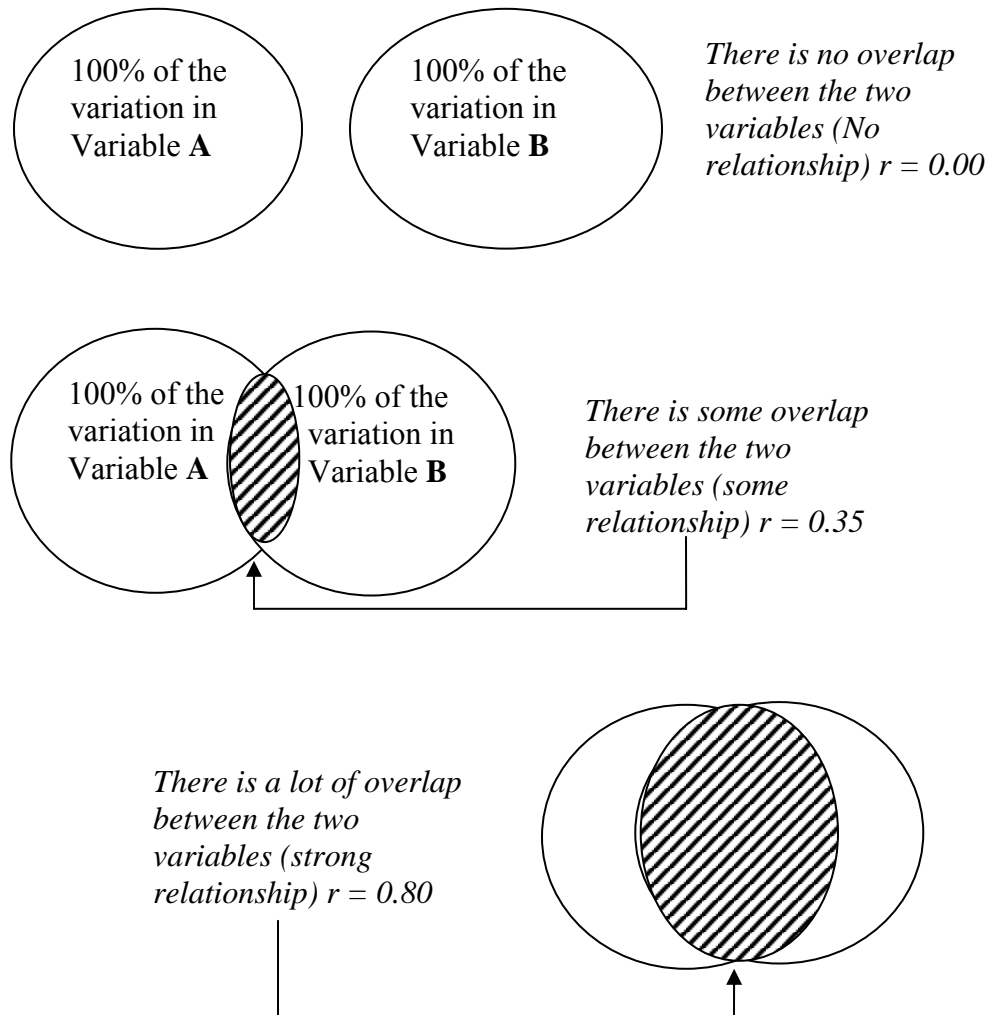 100% of the
variation in
Variable A
100% of the
variation in
Variable B
There is no overlap
between the two
variables (No
relationship) r = 0.00
100% of the
variation in
Variable A
100% of the
variation in
Variable B
There is some overlap
between the two
variables (some
relationship) r = 0.35
There is a lot of overlap
between the two
variables (strong
relationship) r = 0.80